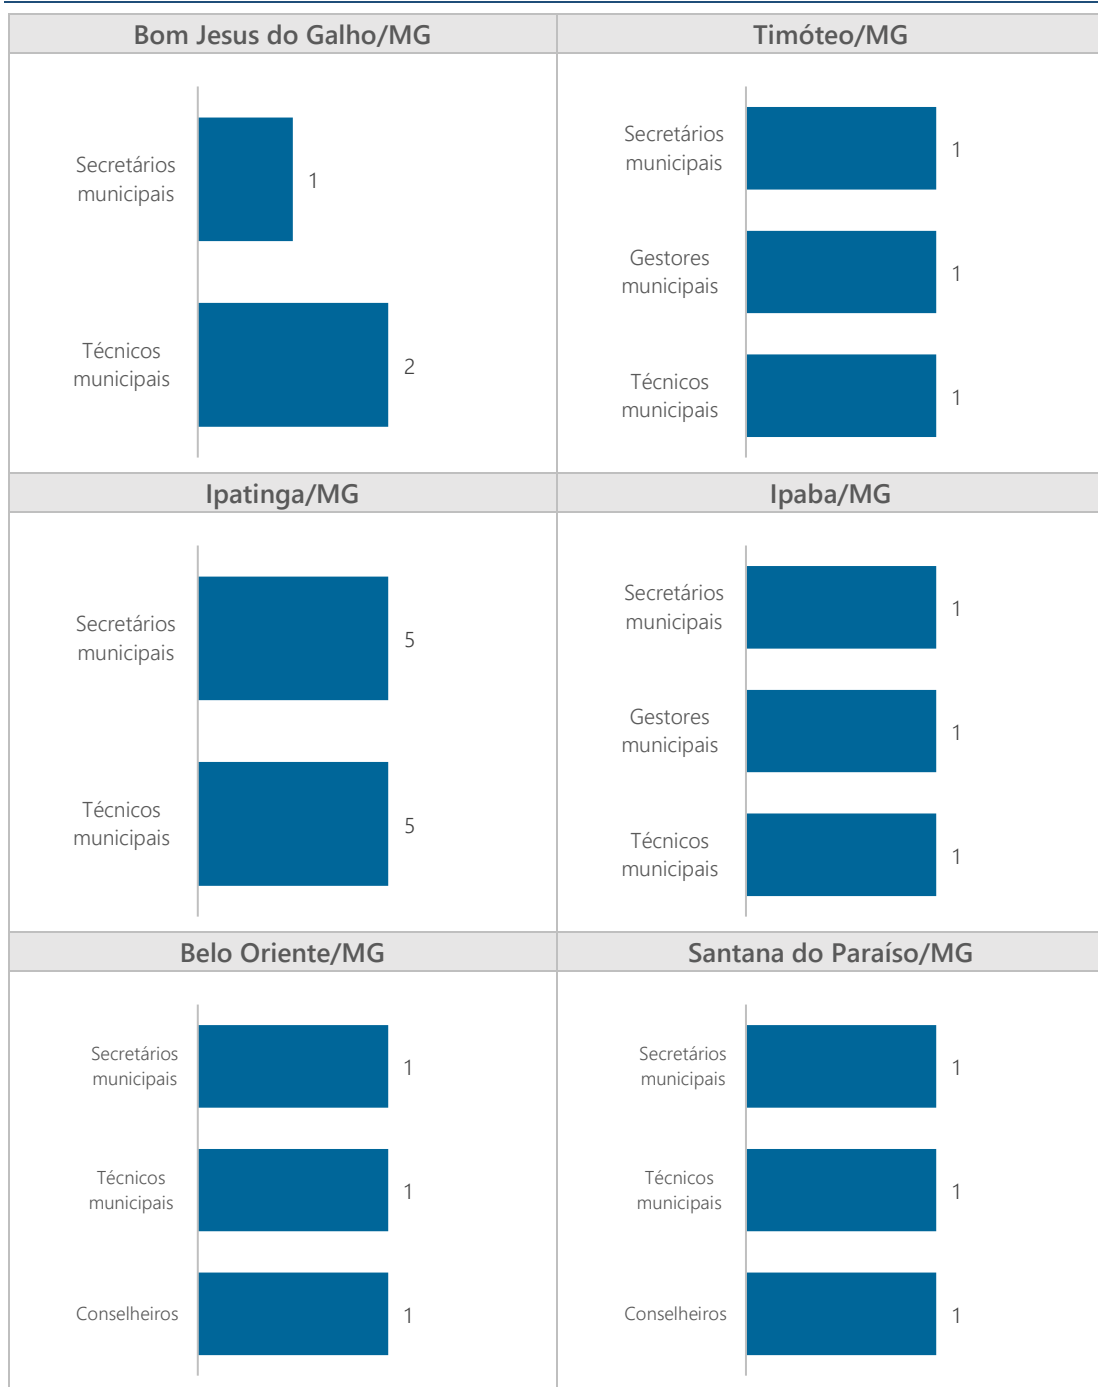 Bom Jesus do Galho/MG
Secretários
municipais
1
Técnicos
municipais
2
Timóteo/MG
Secretários
municipais
1
Gestores
municipais
1
Técnicos
municipais
1
Ipatinga/MG
Secretários
municipais
5
Técnicos
municipais
5
Ipaba/MG
Secretários
municipais
1
Gestores
municipais
1
Técnicos
municipais
1
Belo Oriente/MG
Secretários
municipais
1
Técnicos
municipais
1
Conselheiros
1
Santana do Paraíso/MG
Secretários
municipais
1
Técnicos
municipais
1
Conselheiros
1